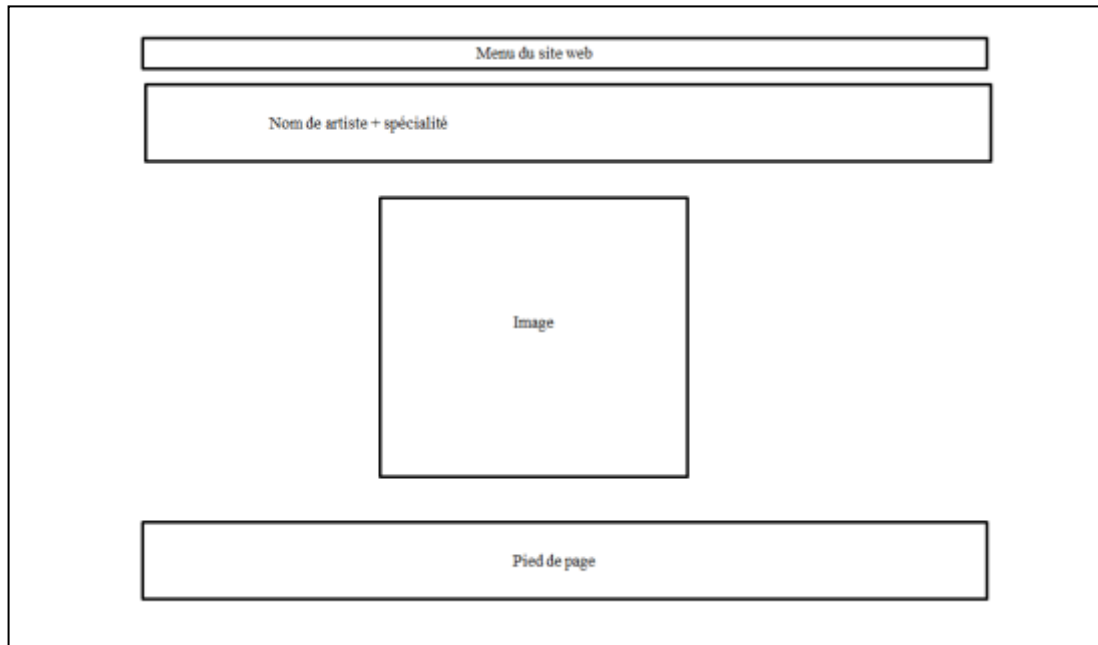 Menu du site web
Nom de artiste + spécialité
Image
Pied de page